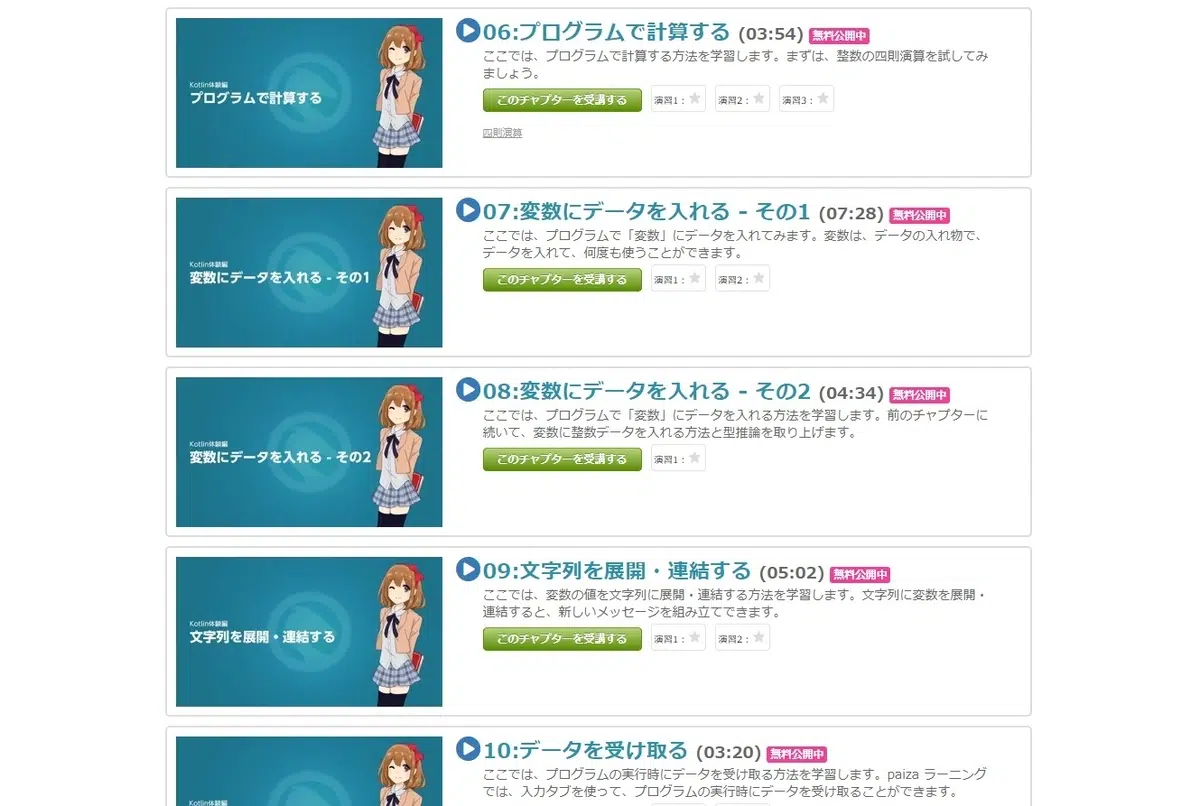 Kotlin体験編
プログラムで計算する
06:プログラムで計算する (03:54) 無料公開中
ここでは、プログラムで計算する方法を学習します。まずは、整数の四則演算を試してみ
ましょう。
このチャプターを受講する 演習1：★ 演習2：★ 演習3：★
四則演算
Kotlin体験編
変数にデータを入れる - その1
07:変数にデータを入れる - その1 (07:28) 無料公開中
ここでは、プログラムで「変数」にデータを入れてみます。変数は、データの入れ物で、
データを入れて、何度も使うことができます。
このチャプターを受講する 演習1：★ 演習2：★
Kotlin体験編
変数にデータを入れる - その2
08:変数にデータを入れる - その2 (04:34) 無料公開中
ここでは、プログラムで「変数」にデータを入れる方法を学習します。前のチャプターに
続いて、変数に整数データを入れる方法と型推論を取り上げます。
このチャプターを受講する 演習1：★
Kotlin体験編
文字列を展開・連結する
09:文字列を展開・連結する (05:02) 無料公開中
ここでは、変数の値を文字列に展開・連結する方法を学習します。文字列に変数を展開・
連結すると、新しいメッセージを組み立てできます。
このチャプターを受講する 演習1：★ 演習2：★
Kotlin体験編
10:データを受け取る (03:20) 無料公開中
ここでは、プログラムの実行時にデータを受け取る方法を学習します。paiza ラーニング
では、入力タブを使って、プログラムの実行時にデータを受け取ることができます。